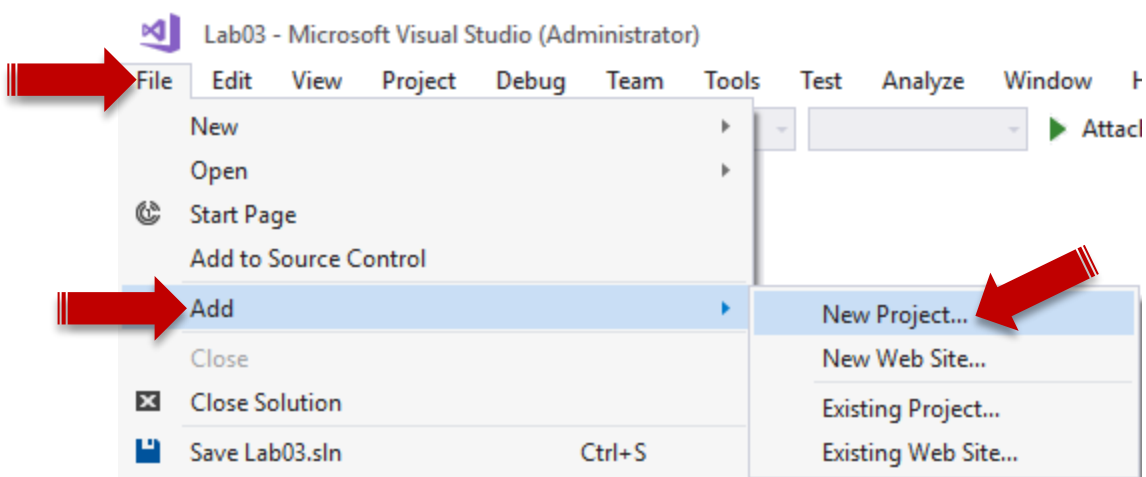 Lab03 - Microsoft Visual Studio (Administrator)
File Edit View Project Debug Team Tools Test Analyze Window
New
Open
Start Page
Add to Source Control
Add
New Project...
Close
New Web Site...
Close Solution
Existing Project...
Save Lab03.sln Ctrl+S
Existing Web Site...